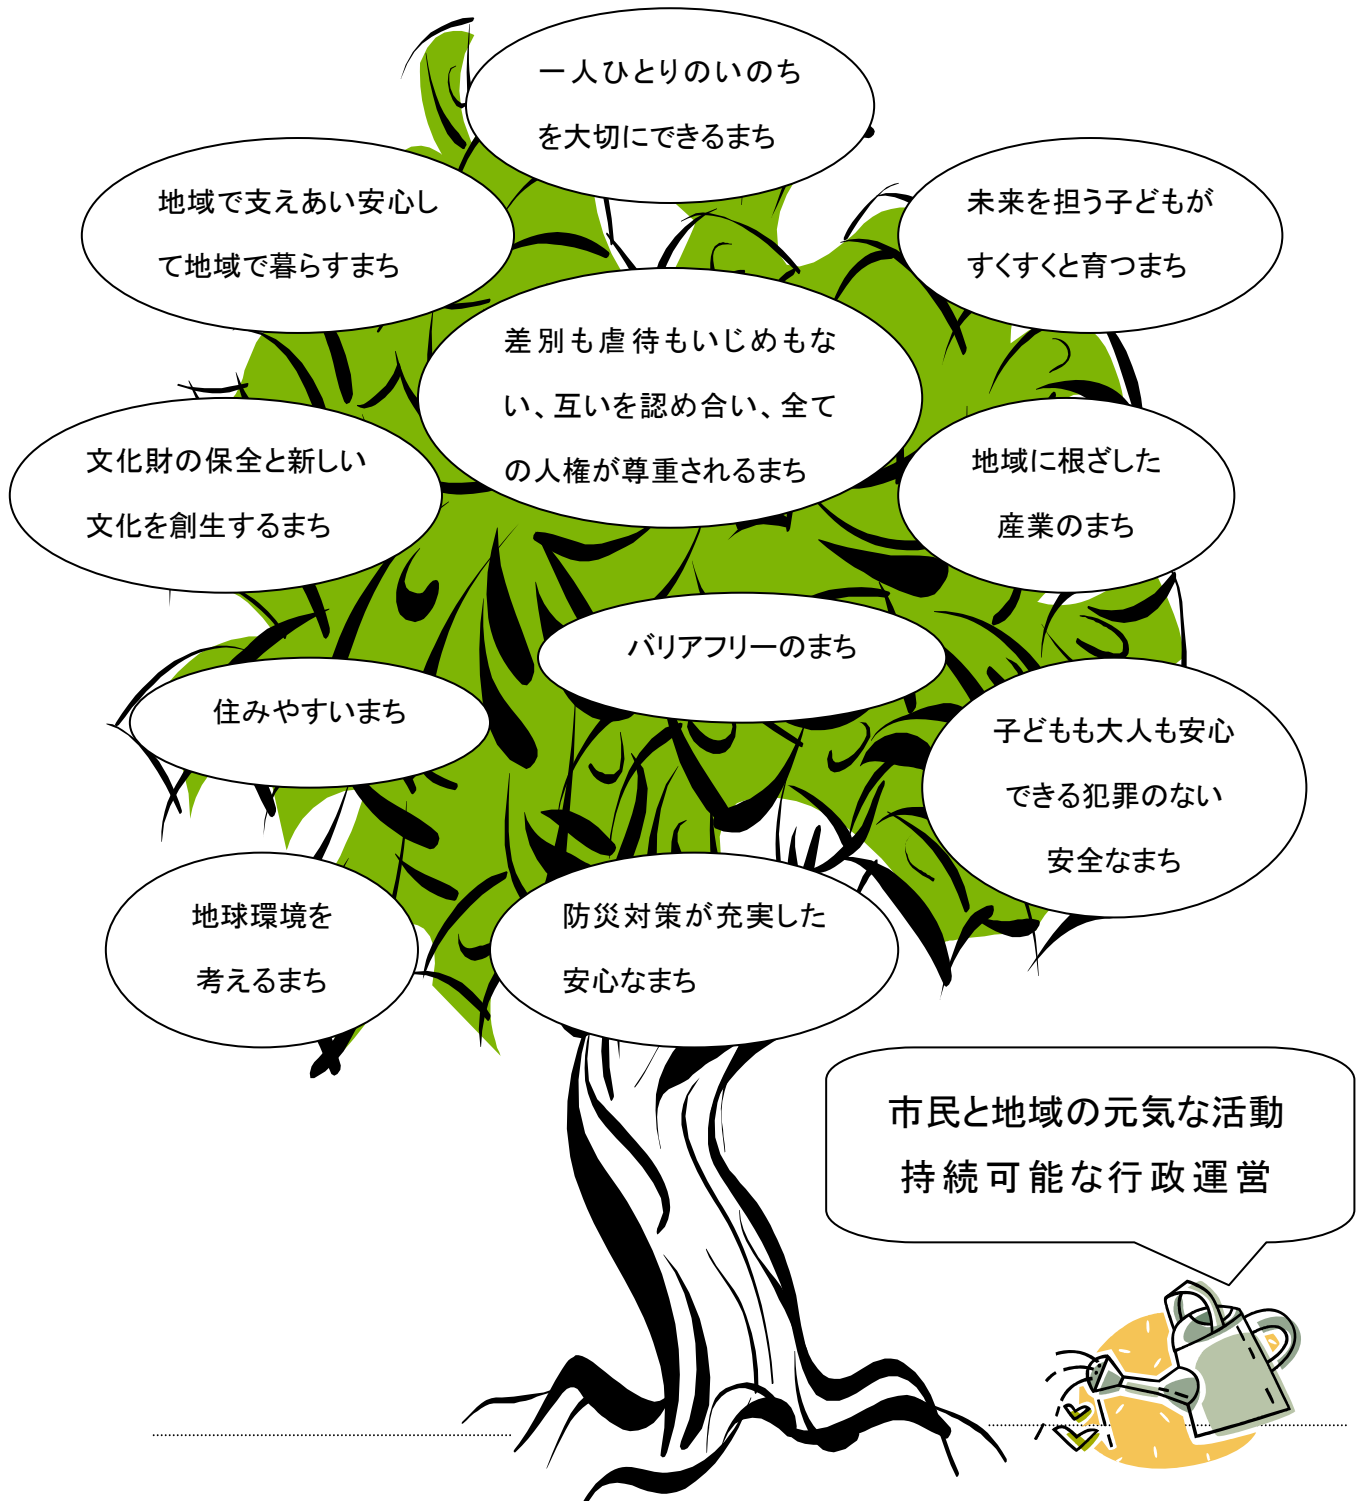 一人ひとりのいのち
を大切にできるまち
地域で支えあい安心し
て地域で暮らすまち
未来を担う子どもが
すくすくと育つまち
差別も虐待もいじめもな
い、互いを認め合い、全て
の人権が尊重されるまち
文化財の保全と新しい
文化を創生するまち
地域に根ざした
産業のまち
バリアフリーのまち
住みやすいまち
子どもも大人も安心
できる犯罪のない
安全なまち
地球環境を
考えるまち
防災対策が充実した
安心なまち
市民と地域の元気な活動
持続可能な行政運営